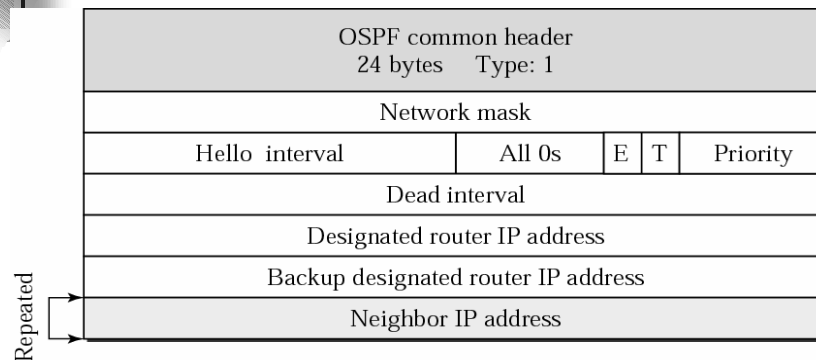 OSPF common header
24 bytes Type: 1
Network mask
Hello interval All 0s E T Priority
Dead interval
Designated router IP address
Backup designated router IP address
Repeated
Neighbor IP address